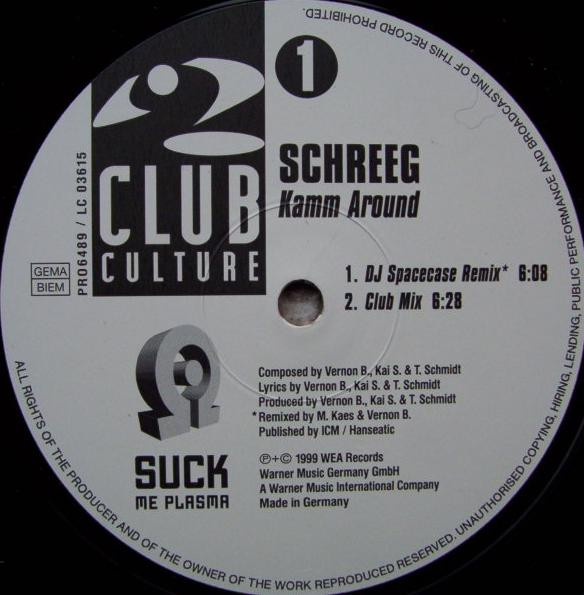 1
CLUB
CULTURE
PRO6489 / LC 03615
GEMA
BIEM
SCHREEG
Kamm Around
1. DJ Spacecase Remix* 6:08
2. Club Mix 6:28
Composed by Vernon B., Kai S. & T. Schmidt
Lyrics by Vernon B., Kai S. & T. Schmidt
Produced by Vernon B., Kai S. & T. Schmidt
*Remixed by M. Kaes & Vernon B.
Published by ICM / Hanseatic
℗+© 1999 WEA Records
Warner Music Germany GmbH
A Warner Music International Company
Made in Germany
SUCK
ME PLASMA
ALL RIGHTS OF THE PRODUCER AND OF THE OWNER OF THE WORK REPRODUCED RESERVED. UNAUTHORISED COPYING, HIRING, LENDING, PUBLIC PERFORMANCE AND BROADCASTING OF THIS RECORD PROHIBITED.